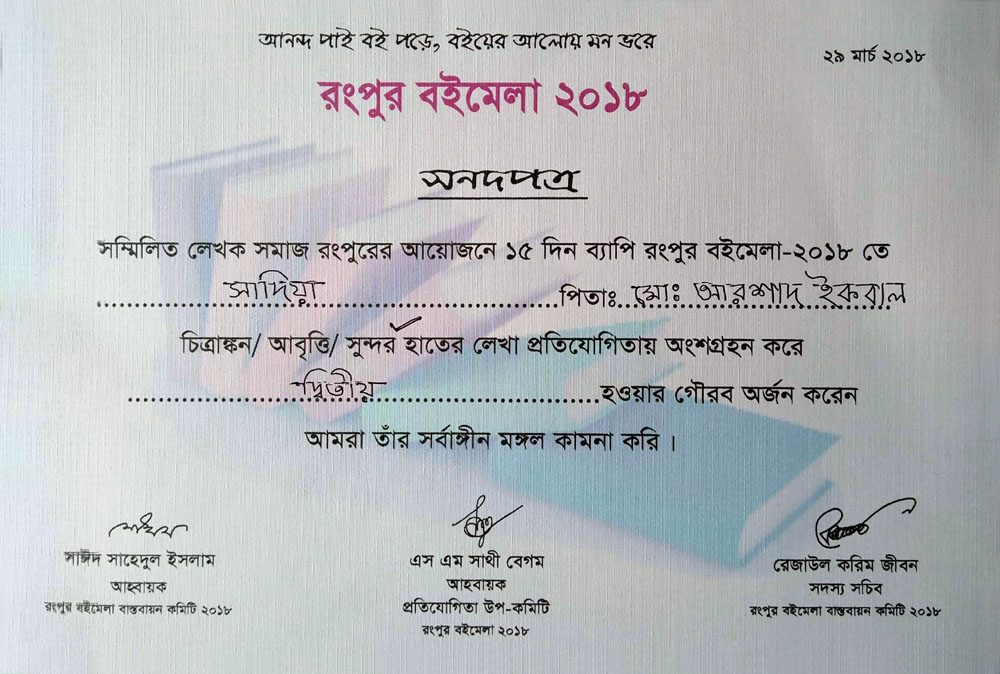 আনন্দ পাই বই পড়ে, বইয়ের আলোয় মন ভরে
২৯ মার্চ ২০১৮
রংপুর বইমেলা ২০১৮
সনদপত্র
সম্মিলিত লেখক সমাজ রংপুরের আয়োজনে ১৫ দিন ব্যাপি রংপুর বইমেলা-২০১৮ তে
সাদিয়া পিতাঃ মোঃ আরশাদ ইকবাল
চিত্রাঙ্কন/ আবৃত্তি/ সুন্দর হাতের লেখা প্রতিযোগিতায় অংশগ্রহন করে
দ্বিতীয় হওয়ার গৌরব অর্জন করেন
আমরা তাঁর সর্বাঙ্গীন মঙ্গল কামনা করি ।
সাঈদ সাহেদুল ইসলাম
আহবায়ক
রংপুর বইমেলা বাস্তবায়ন কমিটি ২০১৮
এস এম সাথী বেগম
আহবায়ক
প্রতিযোগিতা উপ-কমিটি
রংপুর বইমেলা ২০১৮
রেজাউল করিম জীবন
সদস্য সচিব
রংপুর বইমেলা বাস্তবায়ন কমিটি ২০১৮